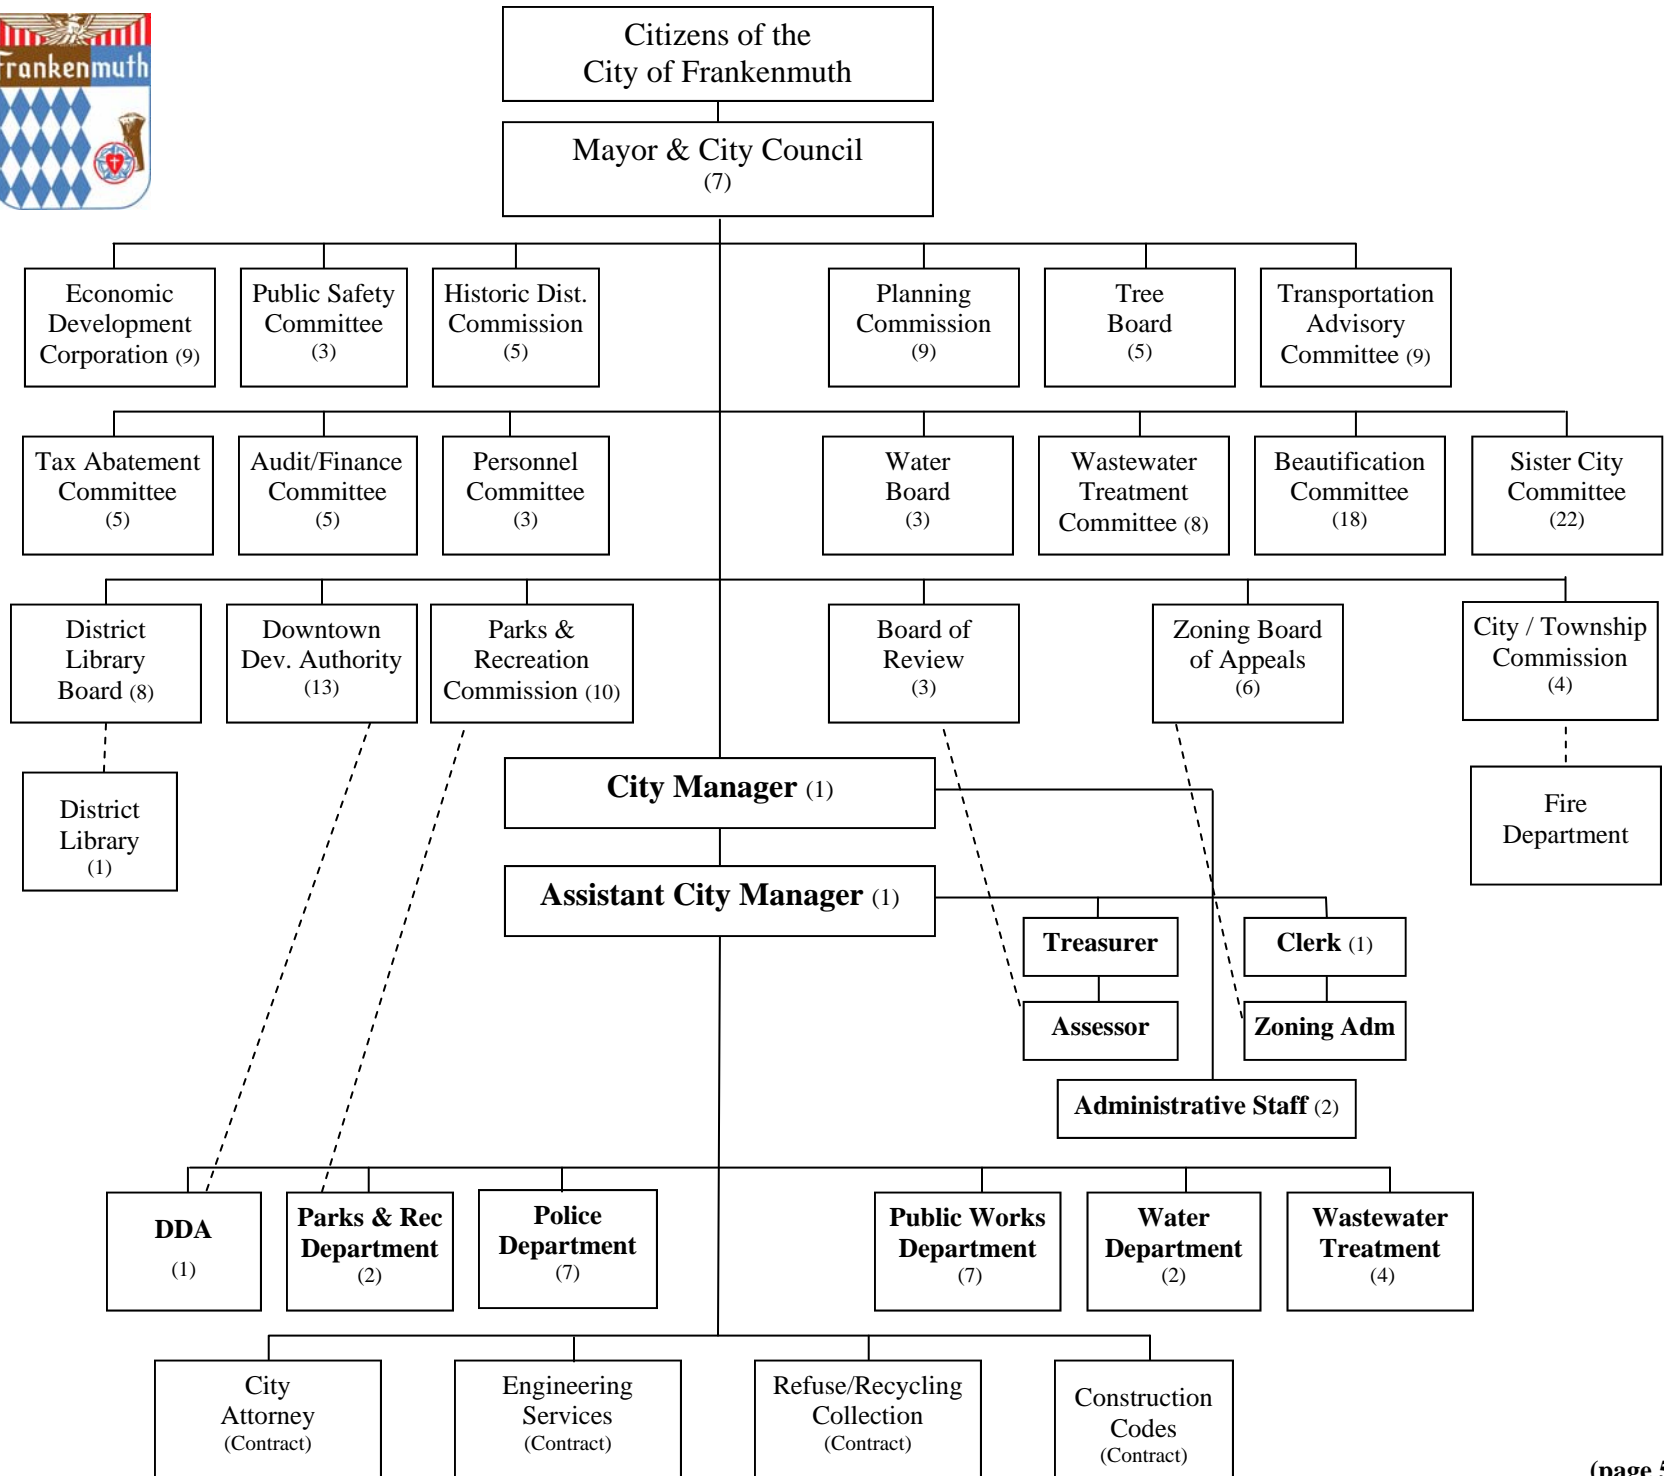 Frankenmuth
Citizens of the
City of Frankenmuth
Mayor & City Council
(7)
Economic
Development
Corporation (9)
Public Safety
Committee
(3)
Historic Dist.
Commission
(5)
Planning
Commission
(9)
Tree
Board
(5)
Transportation
Advisory
Committee (9)
Tax Abatement
Committee
(5)
Audit/Finance
Committee
(5)
Personnel
Committee
(3)
Water
Board
(3)
Wastewater
Treatment
Committee (8)
Beautification
Committee
(18)
Sister City
Committee
(22)
District
Library
Board (8)
Downtown
Dev. Authority
(13)
Parks &
Recreation
Commission (10)
Board of
Review
(3)
Zoning Board
of Appeals
(6)
City / Township
Commission
(4)
District
Library
(1)
City Manager (1)
Fire
Department
Assistant City Manager (1)
Treasurer
Clerk (1)
Assessor
Zoning Adm
Administrative Staff (2)
DDA
(1)
Parks & Rec
Department
(2)
Police
Department
(7)
Public Works
Department
(7)
Water
Department
(2)
Wastewater
Treatment
(4)
City
Attorney
(Contract)
Engineering
Services
(Contract)
Refuse/Recycling
Collection
(Contract)
Construction
Codes
(Contract)
(page 5